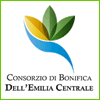 Consorzio di Bonifica
Dell'Emilia Centrale